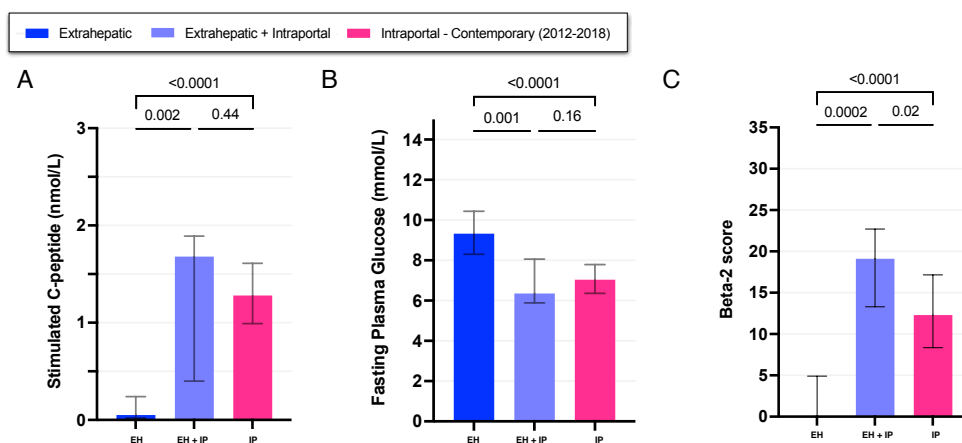 Extrahepatic Extrahepatic + Intraportal Intraportal - Contemporary (2012-2018)
A
<0.0001
0.002 0.44
Stimulated C-peptide (nmol/L)
3
2
1
0
EH EH + IP IP
B
<0.0001
0.001 0.16
Fasting Plasma Glucose (mmol/L)
14
12
10
8
6
4
2
0
EH EH + IP IP
C
<0.0001
0.0002 0.02
Beta-2 score
35
30
25
20
15
10
5
0
EH EH + IP IP